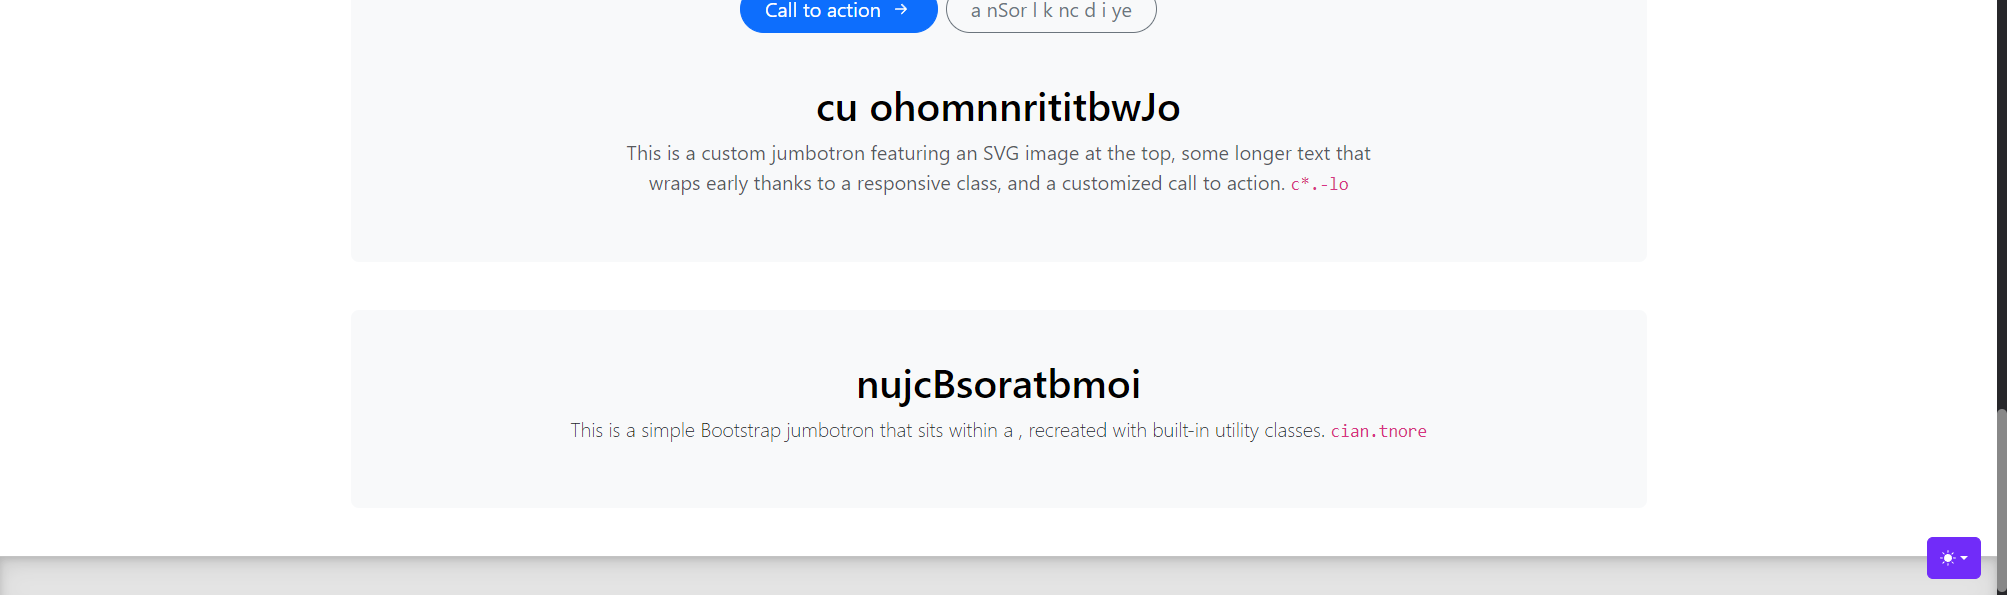 Call to action
a nSor l k nc d i ye
cu ohomnnrititbwJo
This is a custom jumbotron featuring an SVG image at the top, some longer text that
wraps early thanks to a responsive class, and a customized call to action. c*.-lo
nujcBsoratbmoi
This is a simple Bootstrap jumbotron that sits within a , recreated with built-in utility classes. cian.tnore